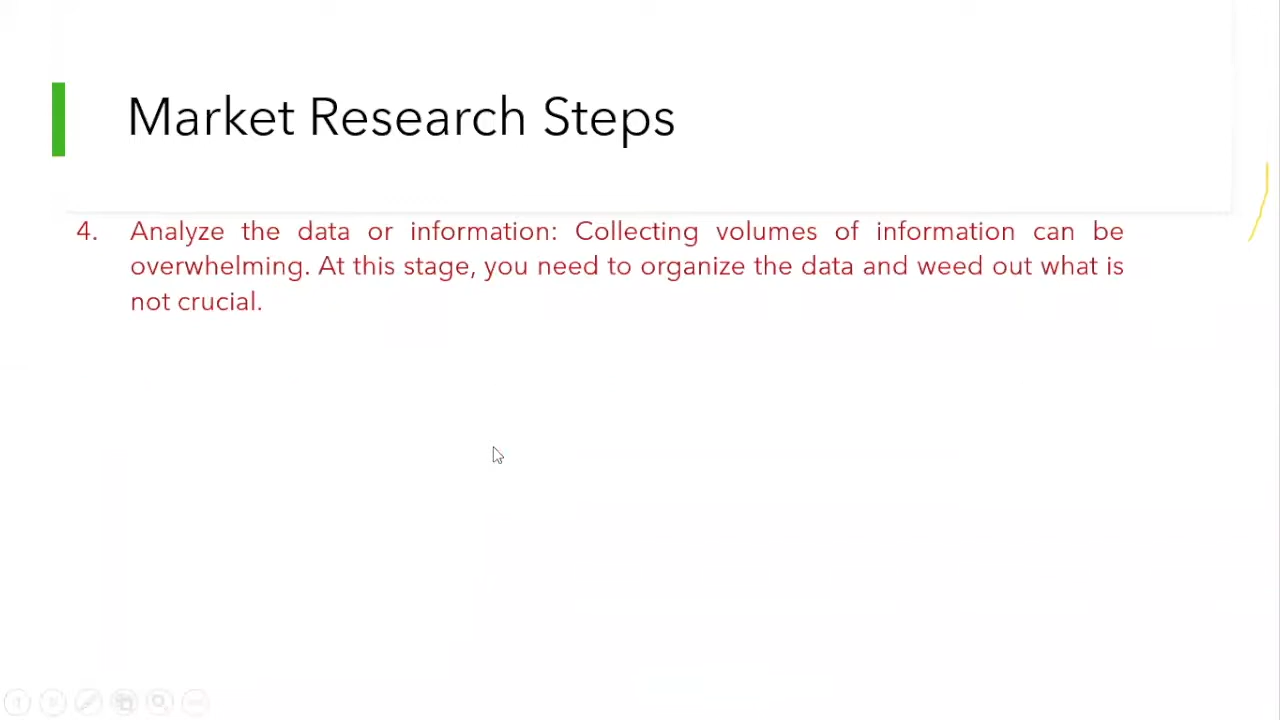 Market Research Steps
4. Analyze the data or information: Collecting volumes of information can be
overwhelming. At this stage, you need to organize the data and weed out what is
not crucial.